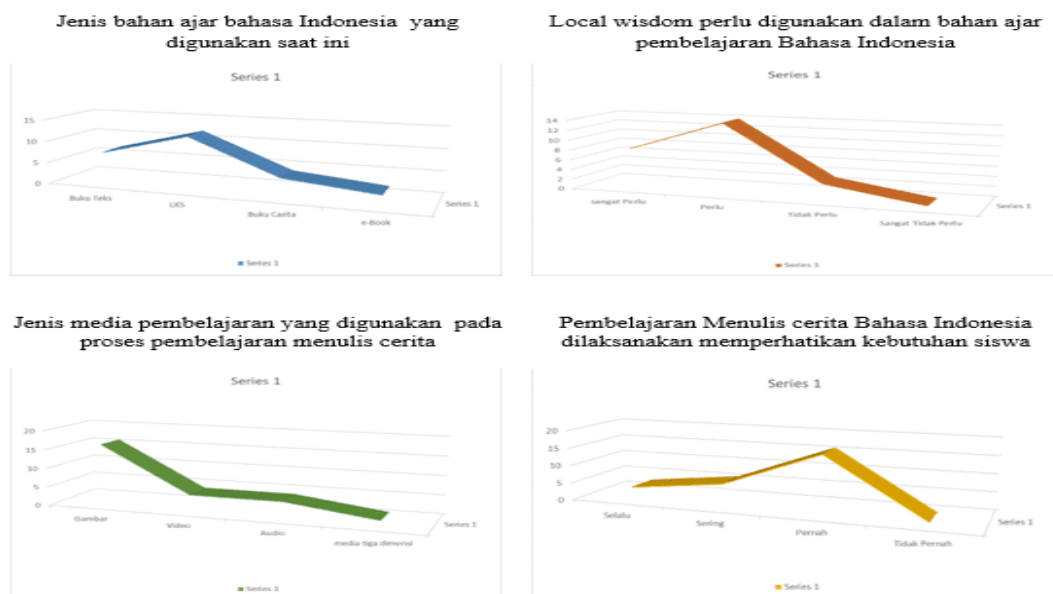 Jenis bahan ajar bahasa Indonesia yang
digunakan saat ini
Series 1
15
10
5
0
Buku Teks
LKS
Buku Carita
e-Book
Series 1
Series 1
Local wisdom perlu digunakan dalam bahan ajar
pembelajaran Bahasa Indonesia
Series 1
14
12
10
8
6
4
2
0
sangat Perlu
Perlu
Tidak Perlu
Sangat Tidak Perlu
Series 1
Series 1
Jenis media pembelajaran yang digunakan pada
proses pembelajaran menulis cerita
Series 1
20
15
10
5
0
Gambar
Video
Audio
media tiga dimensi
Series 1
Series 1
Pembelajaran Menulis cerita Bahasa Indonesia
dilaksanakan memperhatikan kebutuhan siswa
Series 1
20
15
10
5
0
Selalu
Sering
Pernah
Tidak Pernah
Series 1
Series 1